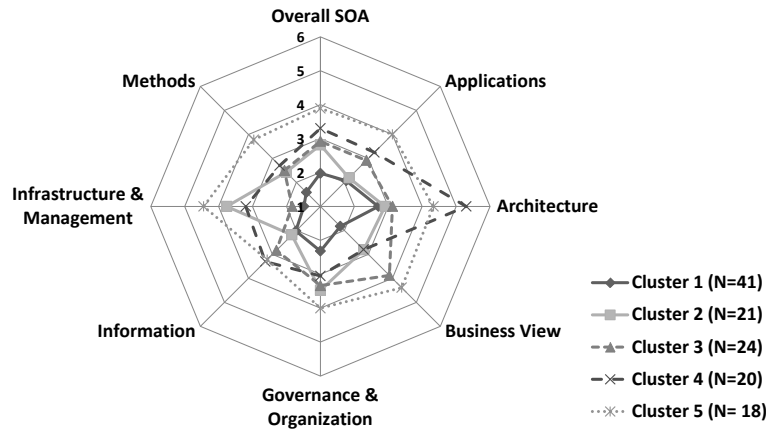 Overall SOA
6
5
4
3
2
1
Methods
Applications
Infrastructure &
Management
Architecture
Information
Business View
Governance &
Organization
Cluster 1 (N=41)
Cluster 2 (N=21)
Cluster 3 (N=24)
Cluster 4 (N=20)
Cluster 5 (N= 18)